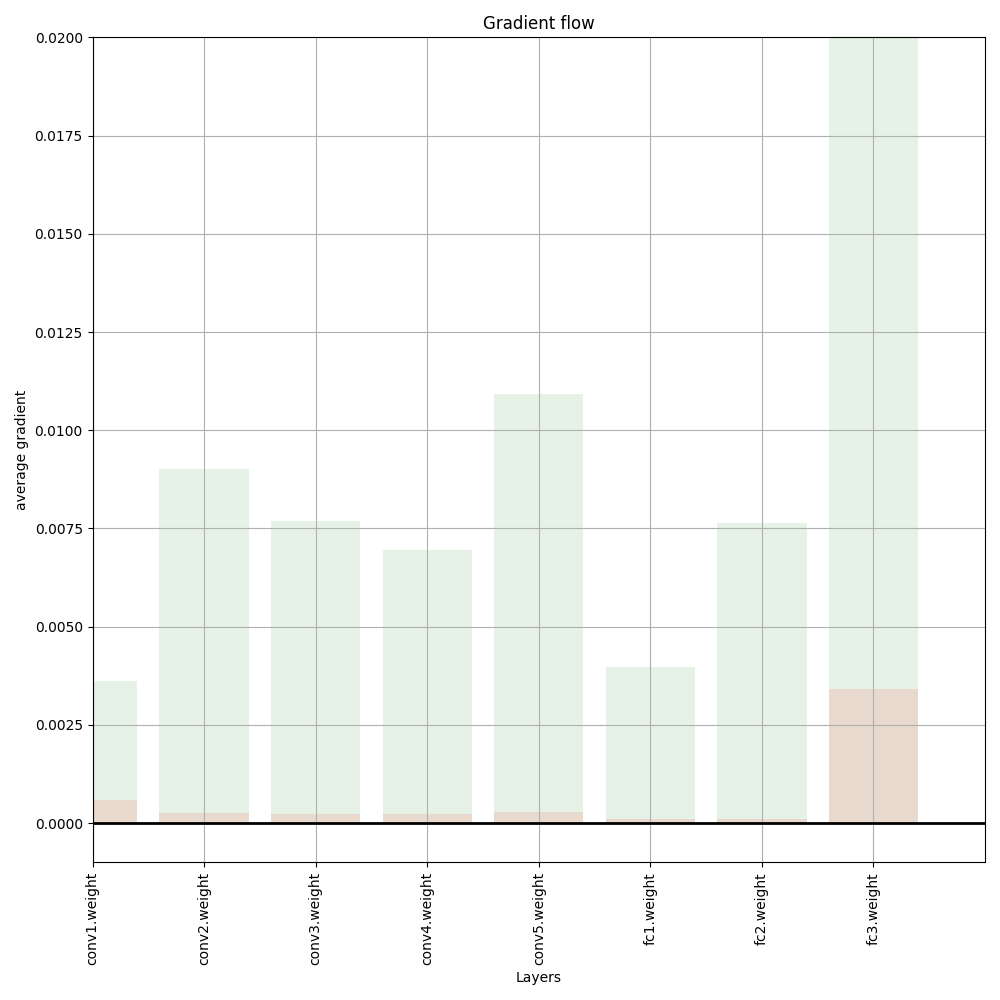 Gradient flow
0.0200
0.0175
0.0150
0.0125
0.0100
0.0075
0.0050
0.0025
0.0000
average gradient
conv1.weight
conv2.weight
conv3.weight
conv4.weight
conv5.weight
fc1.weight
fc2.weight
fc3.weight
Layers